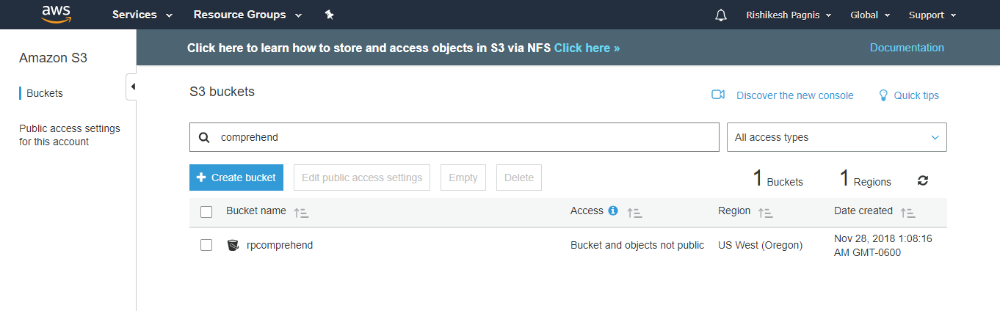 aws Services Resource Groups Rishikesh Pagnis Global Support
Amazon S3
Click here to learn how to store and access objects in S3 via NFS Click here » Documentation
Buckets
Public access settings
for this account
S3 buckets
Discover the new console Quick tips
comprehend All access types
Create bucket Edit public access settings Empty Delete 1 Buckets 1 Regions
Bucket name Access Region Date created
rpcomprehend Bucket and objects not public US West (Oregon) Nov 28, 2018 1:08:16
AM GMT-0600